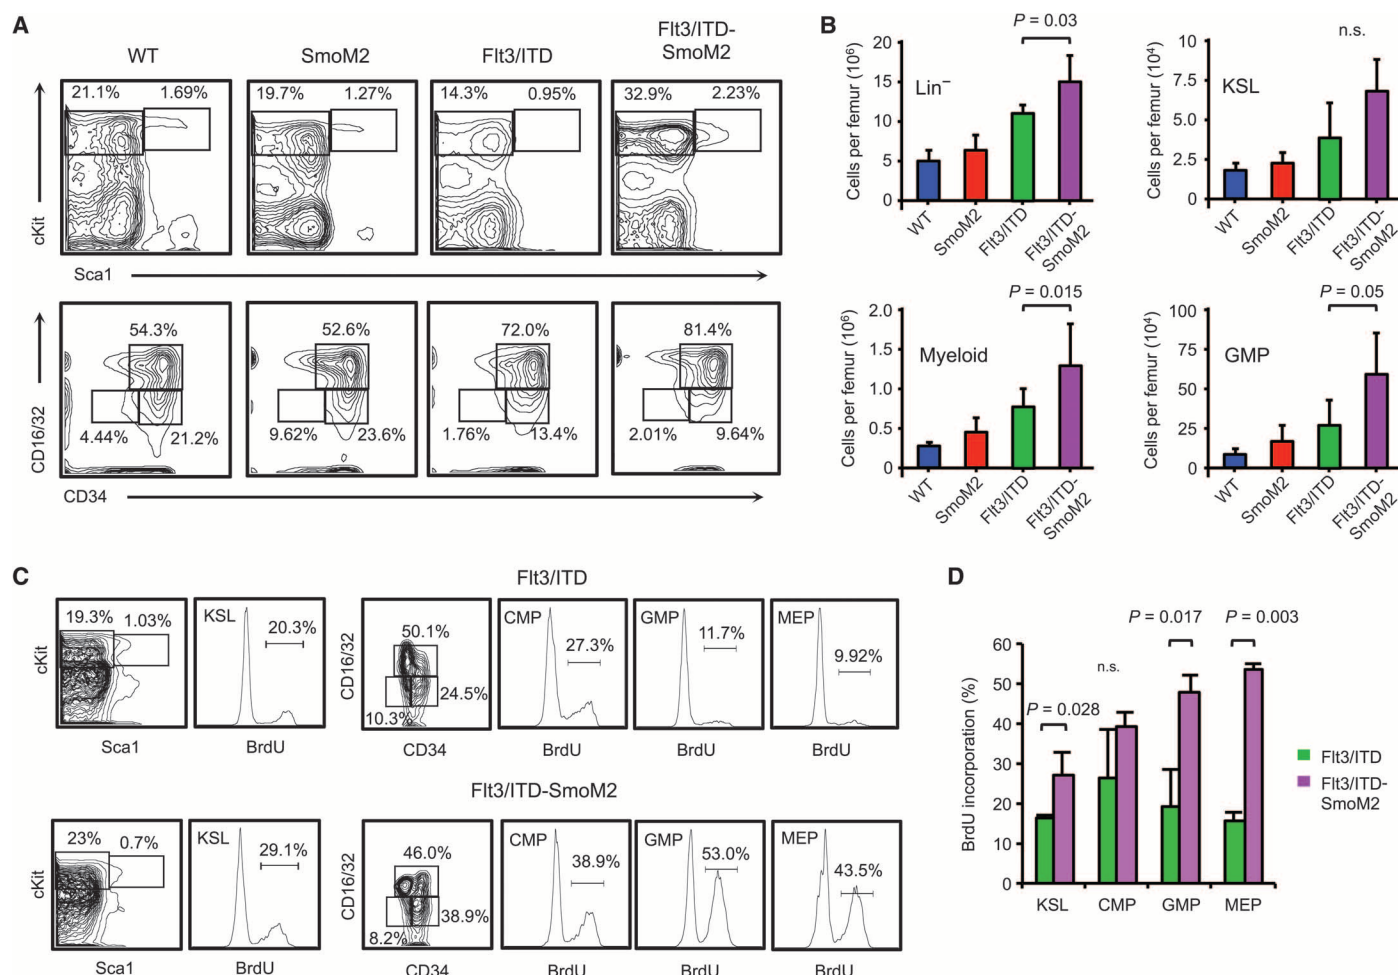 A
WT
SmoM2
Flt3/ITD
Flt3/ITD-
SmoM2
21.1%
1.69%
19.7%
1.27%
14.3%
0.95%
32.9%
2.23%
cKit
Sca1
54.3%
52.6%
72.0%
81.4%
4.44%
21.2%
9.62%
23.6%
1.76%
13.4%
2.01%
9.64%
CD16/32
CD34
B
P = 0.03
Lin–
Cells per femur (10⁶)
20
15
10
5
0
WT
SmoM2
Flt3/ITD
Flt3/ITD-
SmoM2
n.s.
KSL
Cells per femur (10⁴)
10
7.5
5.0
2.5
0
WT
SmoM2
Flt3/ITD
Flt3/ITD-
SmoM2
P = 0.015
Myeloid
Cells per femur (10⁶)
2.0
1.5
1.0
0.5
0
WT
SmoM2
Flt3/ITD
Flt3/ITD-
SmoM2
P = 0.05
GMP
Cells per femur (10⁴)
100
75
50
25
0
WT
SmoM2
Flt3/ITD
Flt3/ITD-
SmoM2
C
Flt3/ITD
19.3%
1.03%
cKit
Sca1
KSL
20.3%
BrdU
CD16/32
50.1%
24.5%
10.3%
CD34
CMP
27.3%
BrdU
GMP
11.7%
BrdU
MEP
9.92%
BrdU
Flt3/ITD-SmoM2
23%
0.7%
cKit
Sca1
KSL
29.1%
BrdU
CD16/32
46.0%
38.9%
8.2%
CD34
CMP
38.9%
BrdU
GMP
53.0%
BrdU
MEP
43.5%
BrdU
D
P = 0.017
P = 0.003
n.s.
P = 0.028
BrdU incorporation (%)
60
50
40
30
20
10
0
KSL
CMP
GMP
MEP
Flt3/ITD
Flt3/ITD-
SmoM2